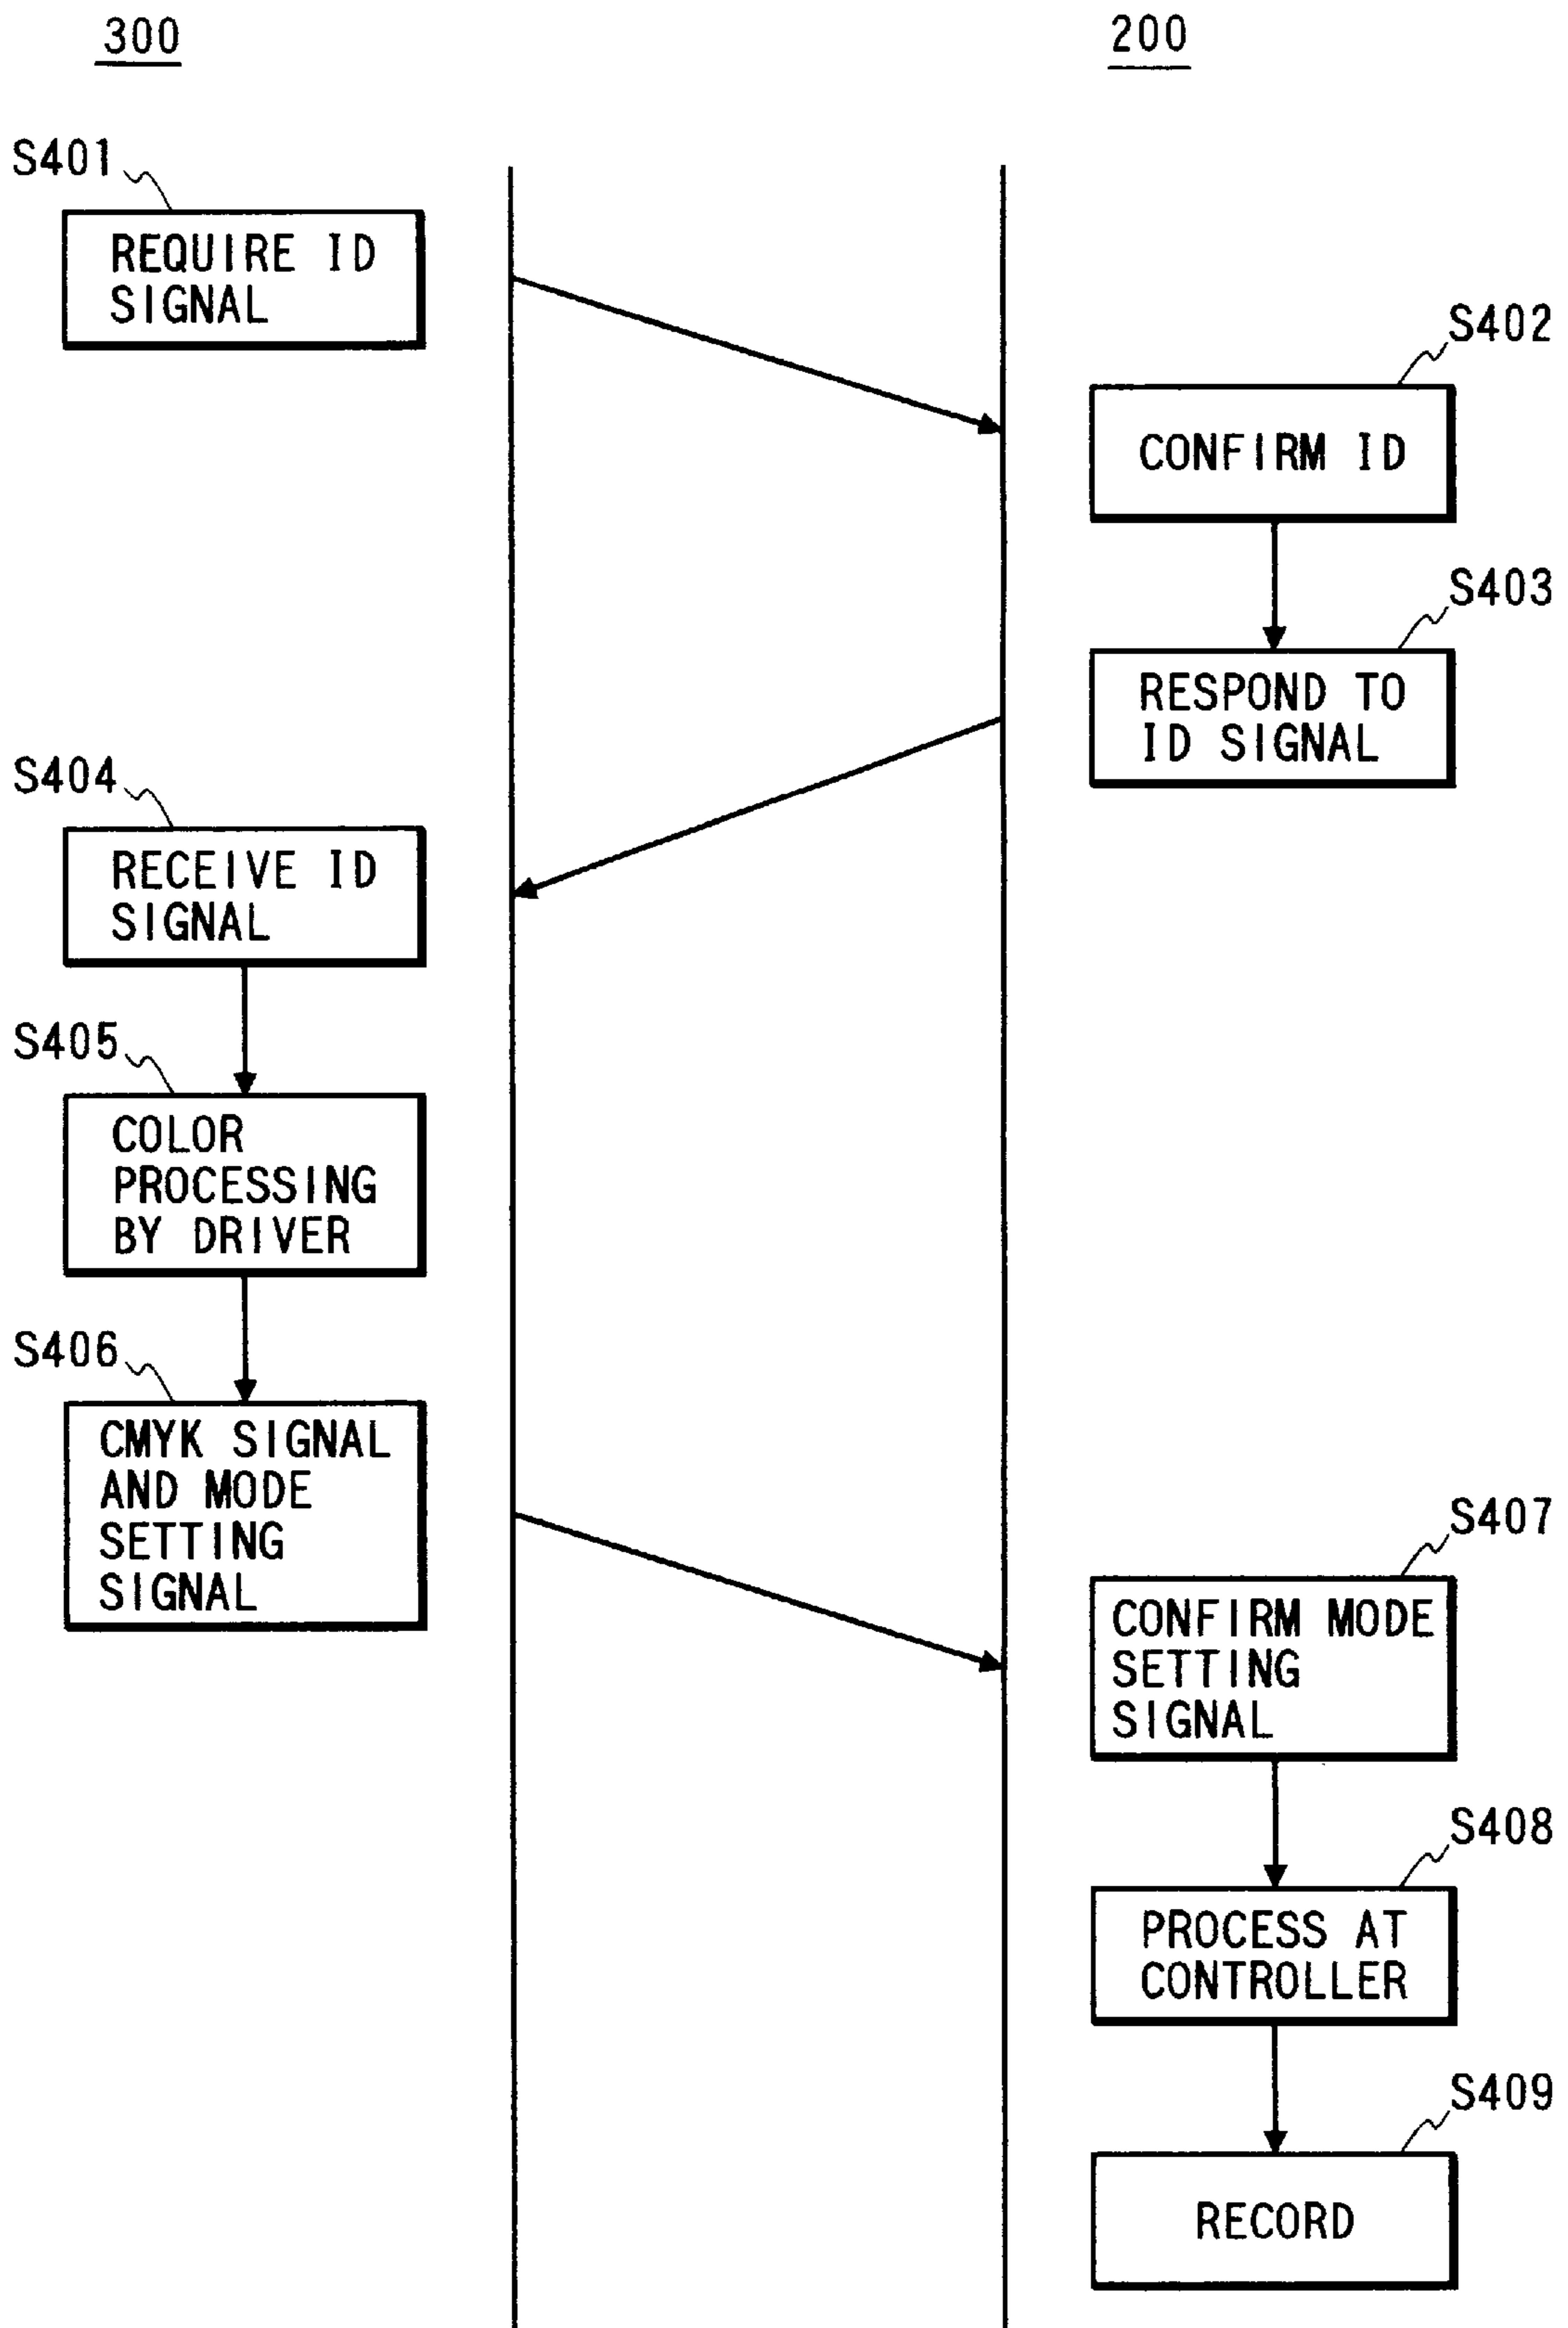 300
200
S401
REQUIRE ID
SIGNAL
S402
CONFIRM ID
S403
RESPOND TO
ID SIGNAL
S404
RECEIVE ID
SIGNAL
S405
COLOR
PROCESSING
BY DRIVER
S406
CMYK SIGNAL
AND MODE
SETTING
SIGNAL
S407
CONFIRM MODE
SETTING
SIGNAL
S408
PROCESS AT
CONTROLLER
S409
RECORD